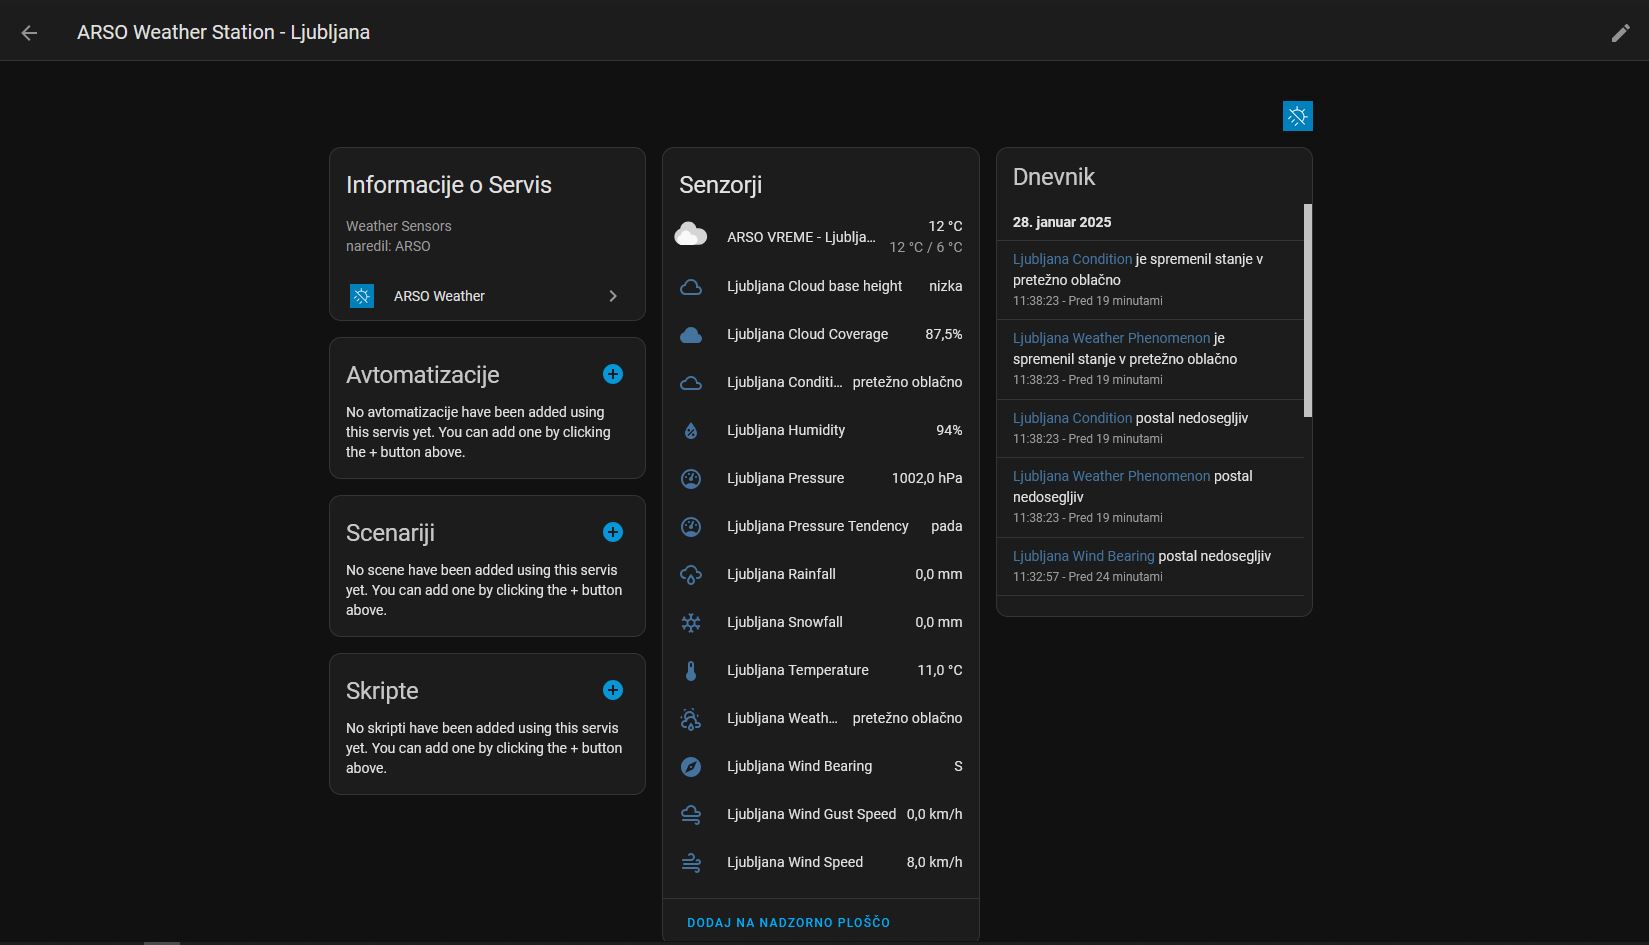 ARSO Weather Station - Ljubljana
Informacije o Servis
Weather Sensors
naredil: ARSO
ARSO Weather
Avtomatizacije
No avtomatizacije have been added using
this servis yet. You can add one by clicking
the + button above.
Scenariji
No scene have been added using this servis
yet. You can add one by clicking the + button
above.
Skripte
No skripti have been added using this servis
yet. You can add one by clicking the + button
above.
Senzorji
ARSO VREME - Ljublja... 12 °C
12 °C / 6 °C
Ljubljana Cloud base height nizka
Ljubljana Cloud Coverage 87,5%
Ljubljana Conditi... pretežno oblačno
Ljubljana Humidity 94%
Ljubljana Pressure 1002,0 hPa
Ljubljana Pressure Tendency pada
Ljubljana Rainfall 0,0 mm
Ljubljana Snowfall 0,0 mm
Ljubljana Temperature 11,0 °C
Ljubljana Weath... pretežno oblačno
Ljubljana Wind Bearing S
Ljubljana Wind Gust Speed 0,0 km/h
Ljubljana Wind Speed 8,0 km/h
DODAJ NA NADZORNO PLOŠČO
Dnevnik
28. januar 2025
Ljubljana Condition je spremenil stanje v
pretežno oblačno
11:38:23 - Pred 19 minutami
Ljubljana Weather Phenomenon je
spremenil stanje v pretežno oblačno
11:38:23 - Pred 19 minutami
Ljubljana Condition postal nedosegljiv
11:38:23 - Pred 19 minutami
Ljubljana Weather Phenomenon postal
nedosegljiv
11:38:23 - Pred 19 minutami
Ljubljana Wind Bearing postal nedosegljiv
11:32:57 - Pred 24 minutami